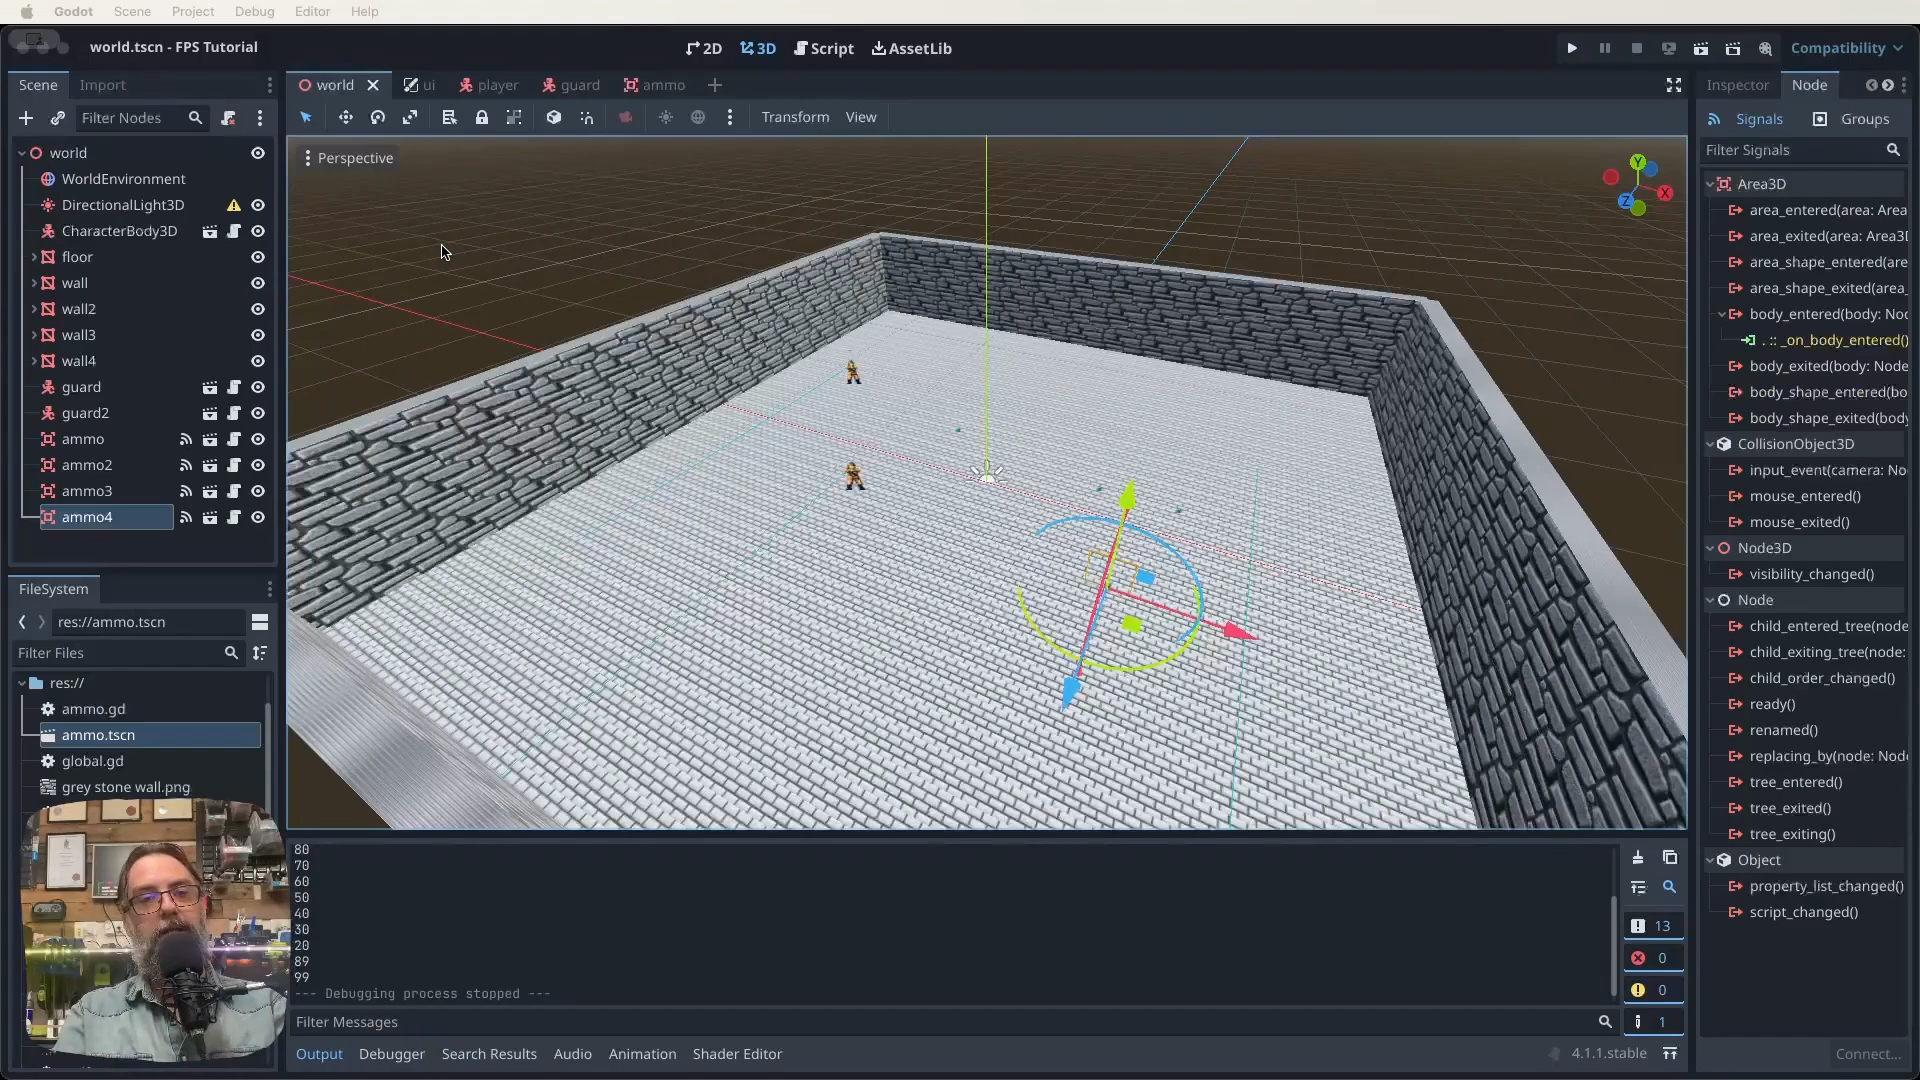 Godot Scene Project Debug Editor Help
world.tscn - FPS Tutorial
2D 3D Script AssetLib
Compatibility
Scene Import
world ui player guard ammo
Inspector Node
Filter Nodes
Transform View
Signals Groups
Perspective
Filter Signals
world
WorldEnvironment
DirectionalLight3D
CharacterBody3D
floor
wall
wall2
wall3
wall4
guard
guard2
ammo
ammo2
ammo3
ammo4
Y
X
Z
Area3D
area_entered(area: Area
area_exited(area: Area3D
area_shape_entered(are
area_shape_exited(area_
body_entered(body: Nod
. :: _on_body_entered()
body_exited(body: Node
body_shape_entered(bo
body_shape_exited(body
CollisionObject3D
input_event(camera: No
mouse_entered()
mouse_exited()
Node3D
visibility_changed()
Node
child_entered_tree(node
child_exiting_tree(node:
child_order_changed()
ready()
renamed()
replacing_by(node: Node
tree_entered()
tree_exited()
tree_exiting()
Object
property_list_changed()
script_changed()
Connect...
FileSystem
res://ammo.tscn
Filter Files
res://
ammo.gd
ammo.tscn
global.gd
grey stone wall.png
80
70
60
50
40
30
20
89
99
--- Debugging process stopped ---
13
0
0
1
Filter Messages
Output Debugger Search Results Audio Animation Shader Editor
4.1.1.stable